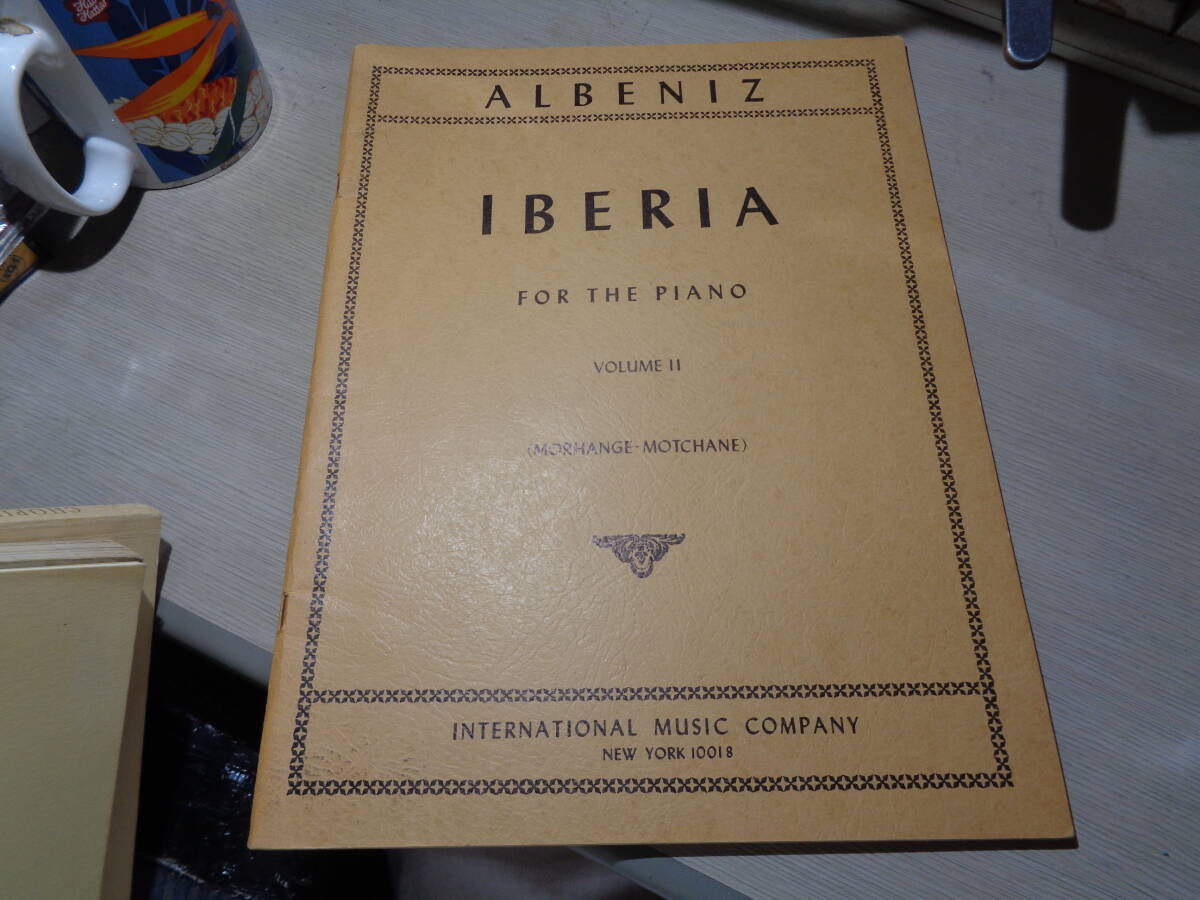 ALBENIZ
IBERIA
FOR THE PIANO
VOLUME II
(MORHANGE-MOTCHANE)
INTERNATIONAL MUSIC COMPANY
NEW YORK 10018